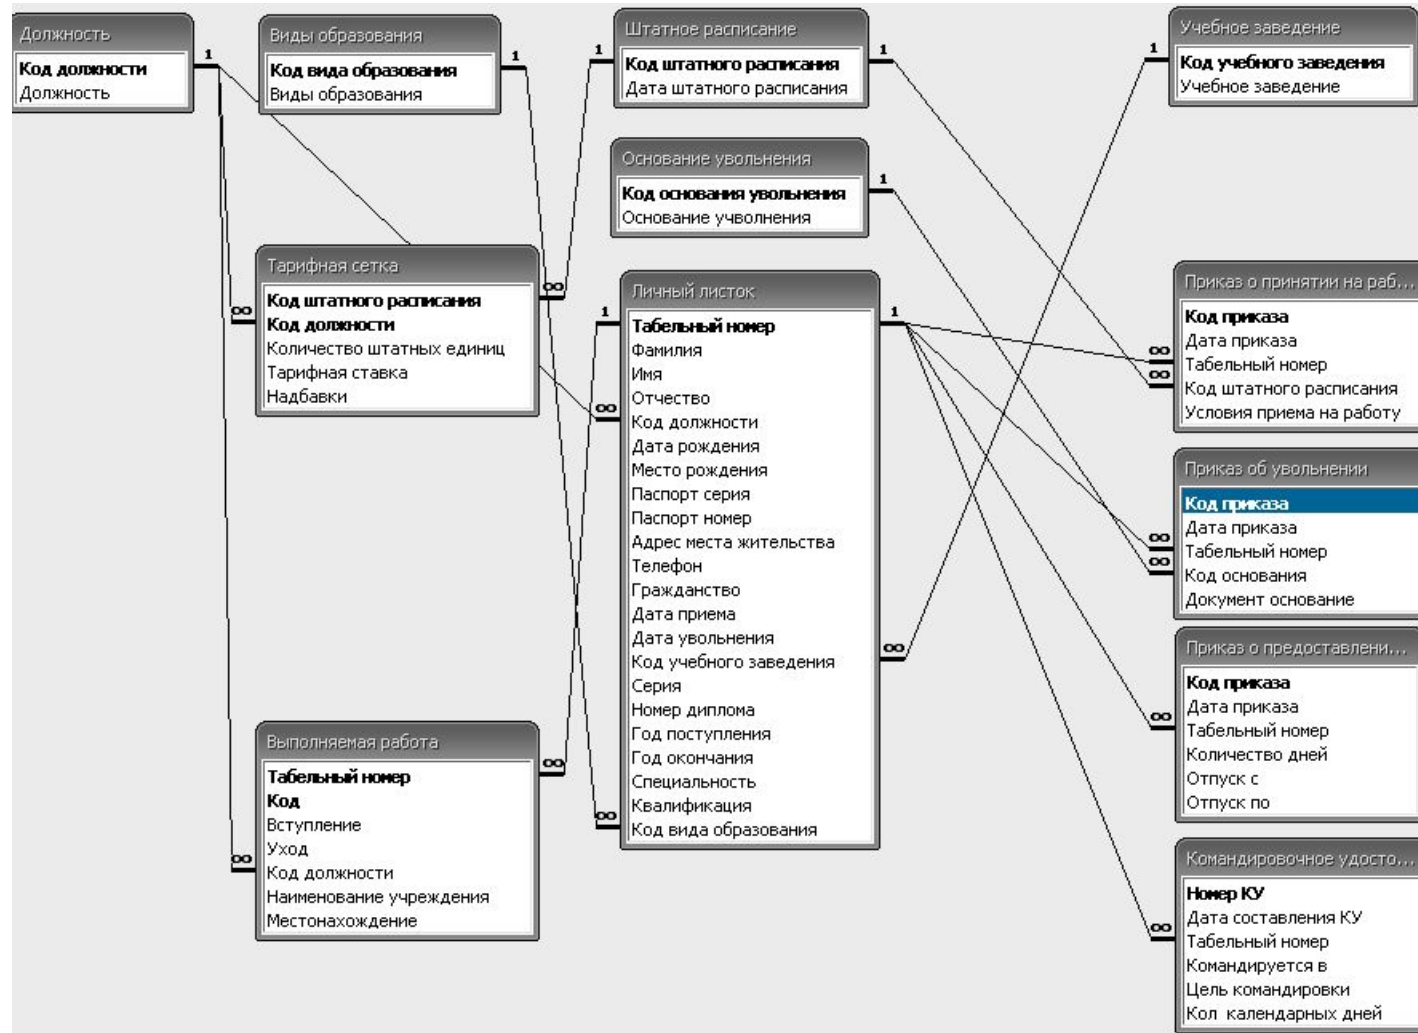 Должность
1
Код должности
Должность
Виды образования
1
Код вида образования
Виды образования
Штатное расписание
1
1
Код штатного расписания
Дата штатного расписания
Учебное заведение
1
Код учебного заведения
Учебное заведение
Основание увольнения
1
Код основания увольнения
Основание учволнения
Тарифная сетка
∞
∞
Код штатного расписания
Код должности
Количество штатных единиц
Тарифная ставка
Надбавки
Личный листок
1
1
∞
∞
∞
Табельный номер
Фамилия
Имя
Отчество
Код должности
Дата рождения
Место рождения
Паспорт серия
Паспорт номер
Адрес места жительства
Телефон
Гражданство
Дата приема
Дата увольнения
Код учебного заведения
Серия
Номер диплома
Год поступления
Год окончания
Специальность
Квалификация
Код вида образования
Выполняемая работа
∞
∞
Табельный номер
Код
Вступление
Уход
Код должности
Наименование учреждения
Местонахождение
Приказ о принятии на раб...
∞
∞
Код приказа
Дата приказа
Табельный номер
Код штатного расписания
Условия приема на работу
Приказ об увольнении
∞
∞
Код приказа
Дата приказа
Табельный номер
Код основания
Документ основание
Приказ о предоставлени...
∞
Код приказа
Дата приказа
Табельный номер
Количество дней
Отпуск с
Отпуск по
Командировочное удосто...
∞
Номер КУ
Дата составления КУ
Табельный номер
Командируется в
Цель командировки
Кол календарных дней